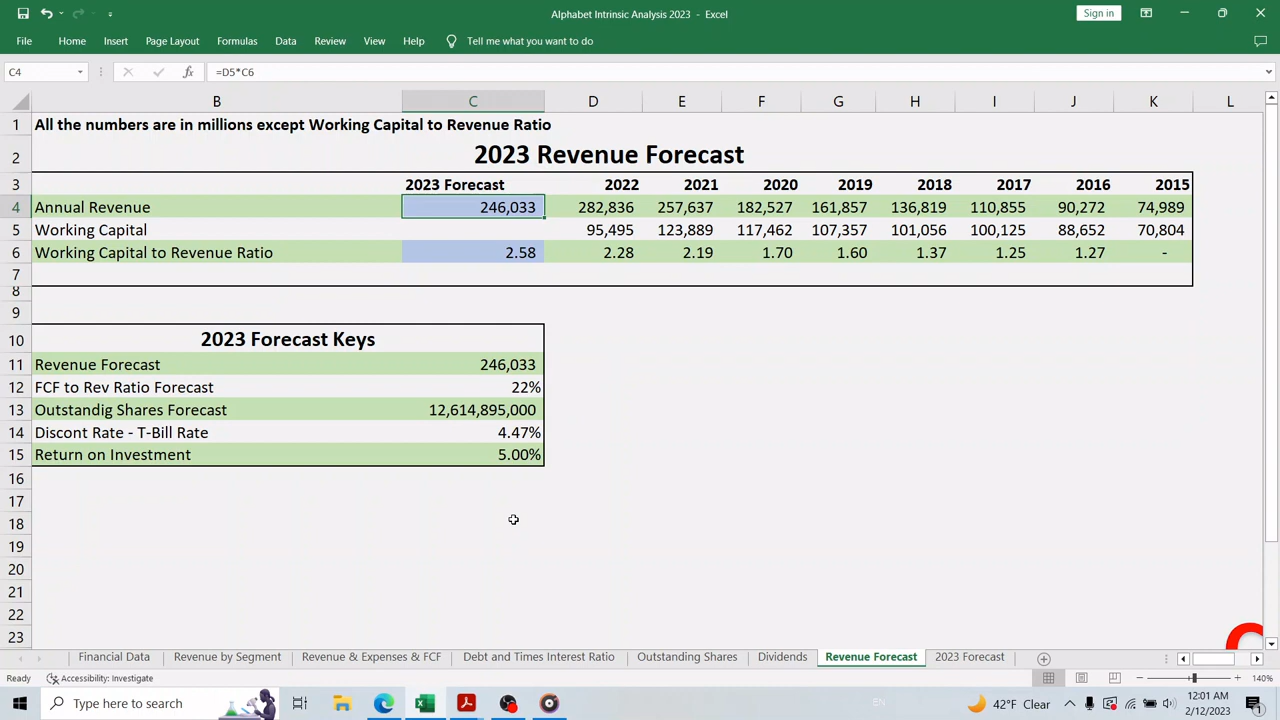 Alphabet Intrinsic Analysis 2023 - Excel
Sign in
File Home Insert Page Layout Formulas Data Review View Help Tell me what you want to do
C4 fx =D5*C6
B C D E F G H I J K L
1 All the numbers are in millions except Working Capital to Revenue Ratio
2 2023 Revenue Forecast
3 2023 Forecast 2022 2021 2020 2019 2018 2017 2016 2015
4 Annual Revenue 246,033 282,836 257,637 182,527 161,857 136,819 110,855 90,272 74,989
5 Working Capital 95,495 123,889 117,462 107,357 101,056 100,125 88,652 70,804
6 Working Capital to Revenue Ratio 2.58 2.28 2.19 1.70 1.60 1.37 1.25 1.27 -
7
8
9
10 2023 Forecast Keys
11 Revenue Forecast 246,033
12 FCF to Rev Ratio Forecast 22%
13 Outstandig Shares Forecast 12,614,895,000
14 Discont Rate - T-Bill Rate 4.47%
15 Return on Investment 5.00%
16
17
18
19
20
21
22
23
Financial Data Revenue by Segment Revenue & Expenses & FCF Debt and Times Interest Ratio Outstanding Shares Dividends Revenue Forecast 2023 Forecast
Ready Accessibility: Investigate 140%
Type here to search EN 42°F Clear 12:01 AM
2/12/2023